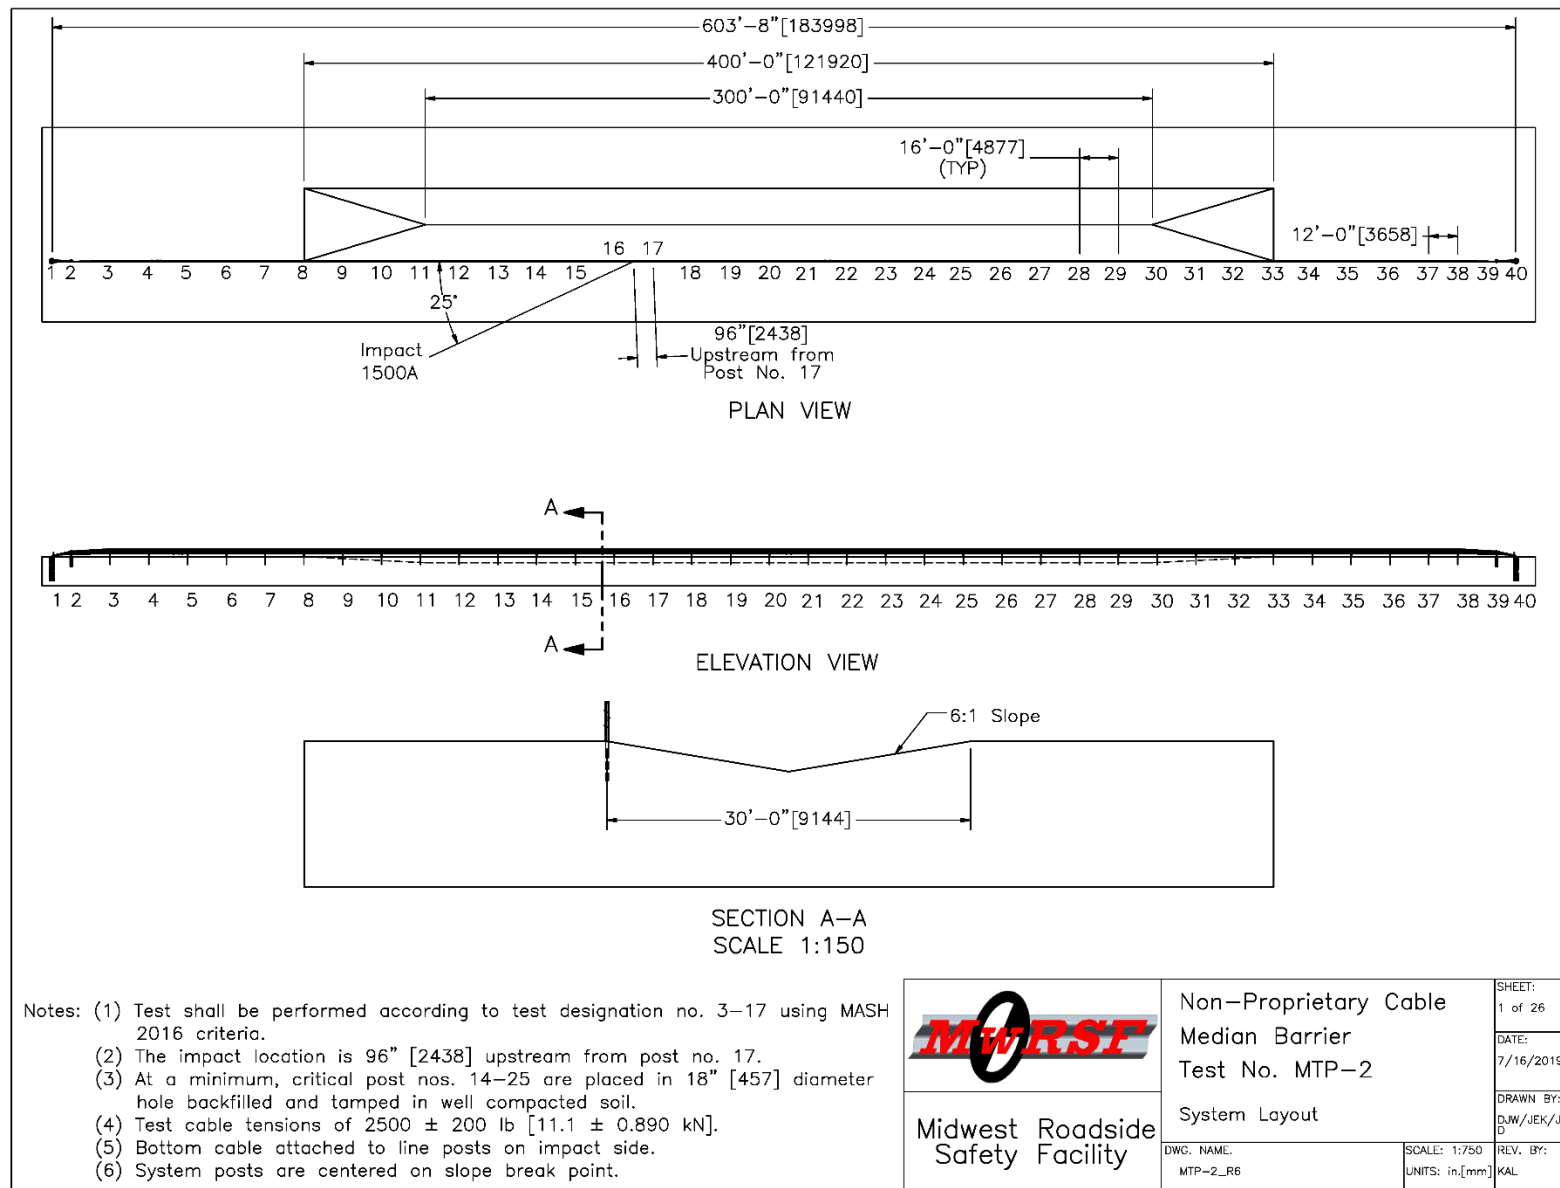 603'-8"[183998]
400'-0"[121920]
300'-0"[91440]
16'-0"[4877]
(TYP)
12'-0"[3658]
16 17
1 2 3 4 5 6 7 8 9 10 11 12 13 14 15 18 19 20 21 22 23 24 25 26 27 28 29 30 31 32 33 34 35 36 37 38 39 40
25°
Impact
1500A
96"[2438]
Upstream from
Post No. 17
PLAN VIEW
A
1 2 3 4 5 6 7 8 9 10 11 12 13 14 15 16 17 18 19 20 21 22 23 24 25 26 27 28 29 30 31 32 33 34 35 36 37 38 39 40
A
ELEVATION VIEW
6:1 Slope
30'-0"[9144]
SECTION A-A
SCALE 1:150
Notes: (1) Test shall be performed according to test designation no. 3-17 using MASH
2016 criteria.
(2) The impact location is 96" [2438] upstream from post no. 17.
(3) At a minimum, critical post nos. 14-25 are placed in 18" [457] diameter
hole backfilled and tamped in well compacted soil.
(4) Test cable tensions of 2500 ± 200 lb [11.1 ± 0.890 kN].
(5) Bottom cable attached to line posts on impact side.
(6) System posts are centered on slope break point.
MwRSF
Midwest Roadside
Safety Facility
Non-Proprietary Cable
Median Barrier
Test No. MTP-2
System Layout
SHEET:
1 of 26
DATE:
7/16/2019
DRAWN BY:
DJW/JEK/J
D
DWG. NAME.
MTP-2_R6
SCALE: 1:750
UNITS: in.[mm]
REV. BY:
KAL